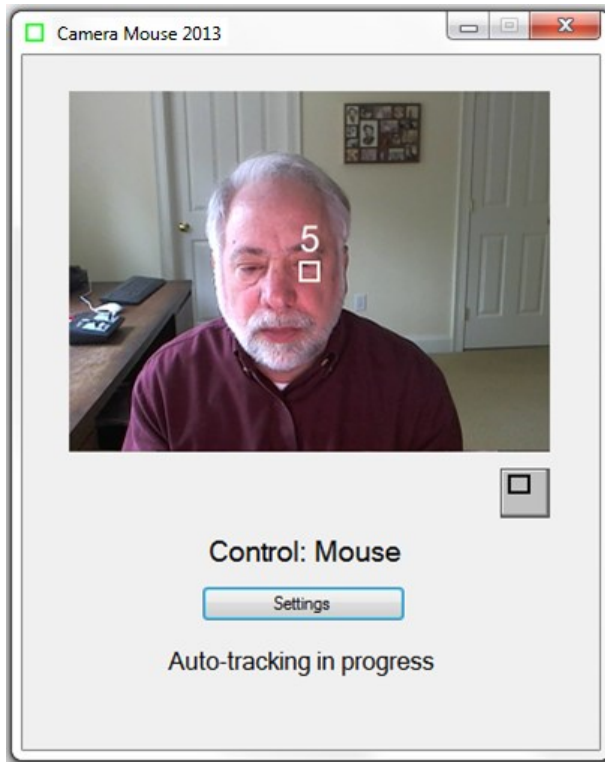 Camera Mouse 2013
5
Control: Mouse
Settings
Auto-tracking in progress